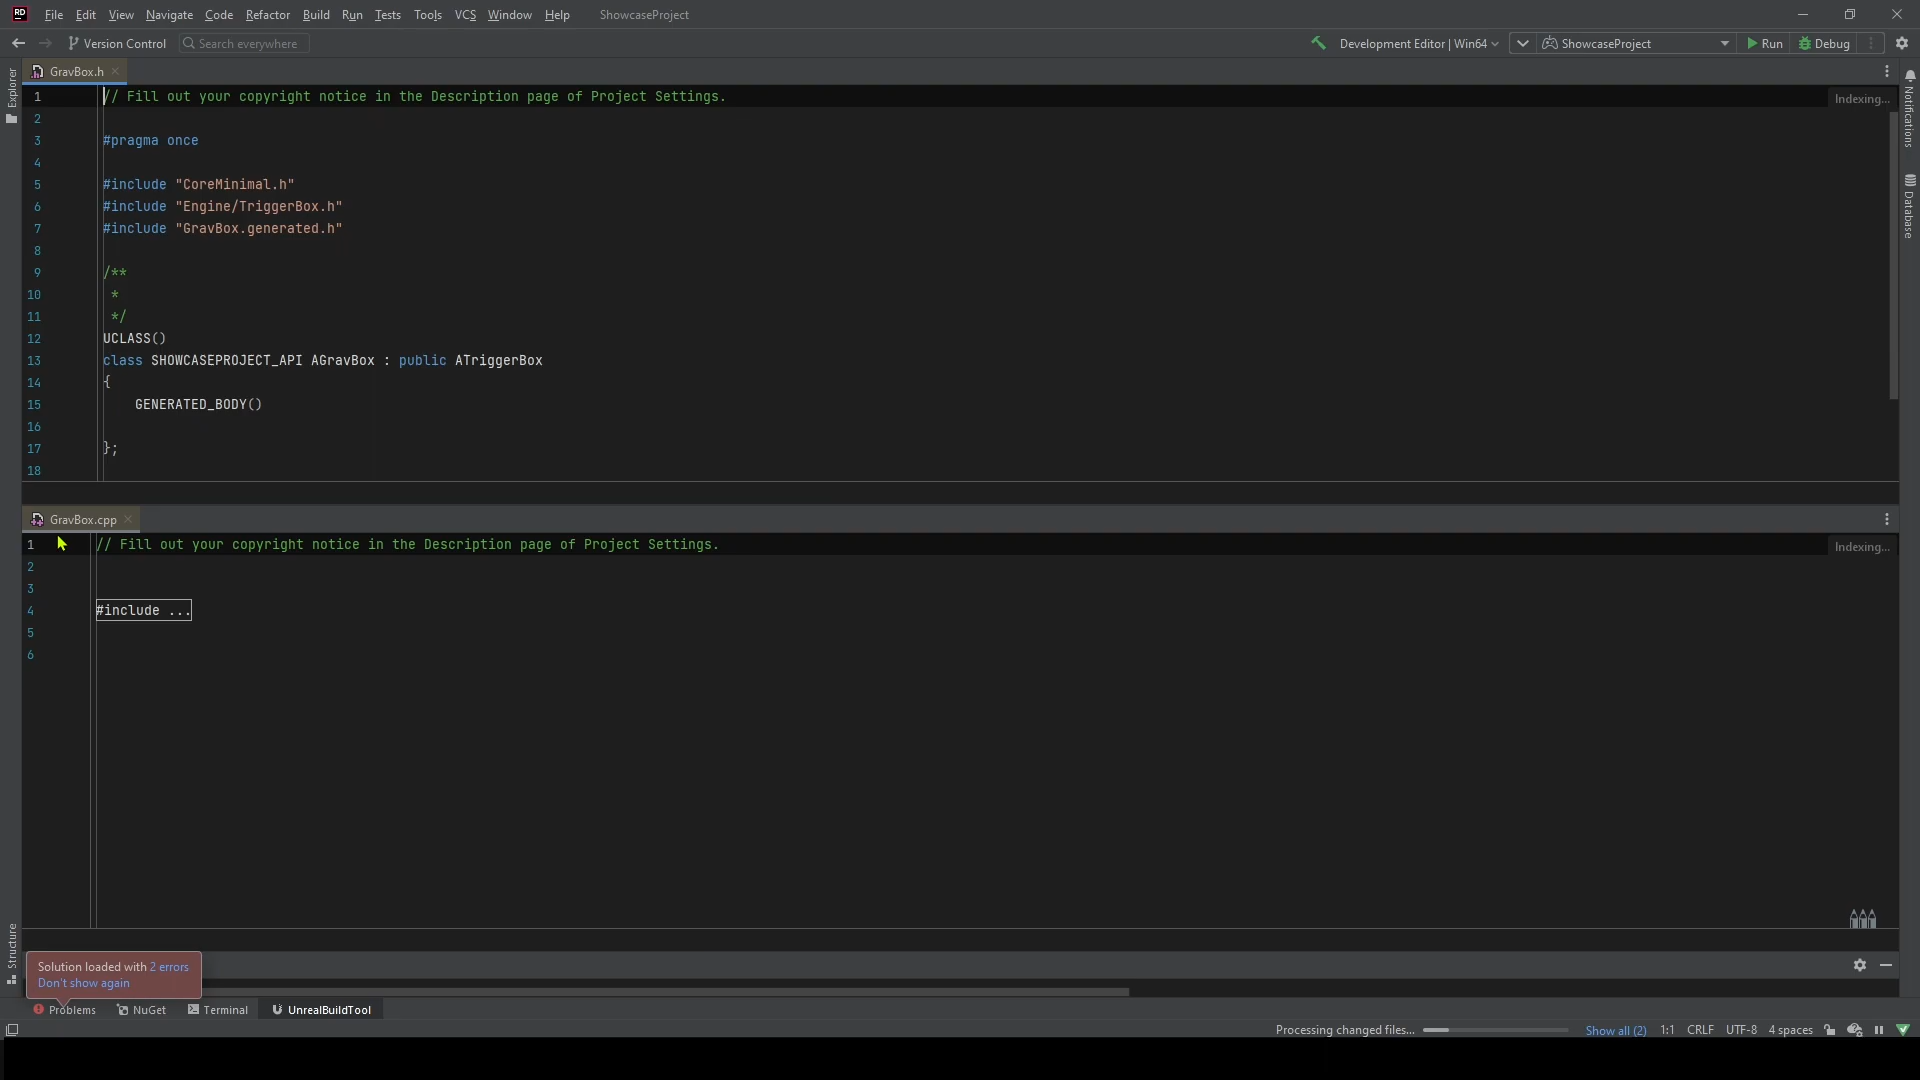 RD File Edit View Navigate Code Refactor Build Run Tests Tools VCS Window Help ShowcaseProject
Version Control Search everywhere Development Editor | Win64 ShowcaseProject Run Debug
Explorer
GravBox.h
Notifications
Database
Indexing...
1 // Fill out your copyright notice in the Description page of Project Settings.
2
3 #pragma once
4
5 #include "CoreMinimal.h"
6 #include "Engine/TriggerBox.h"
7 #include "GravBox.generated.h"
8
9 /**
10 *
11 */
12 UCLASS()
13 class SHOWCASEPROJECT_API AGravBox : public ATriggerBox
14 {
15 GENERATED_BODY()
16
17 };
18
GravBox.cpp
1 // Fill out your copyright notice in the Description page of Project Settings.
Indexing...
2
3
4 #include ...
5
6
Structure
Solution loaded with 2 errors
Don't show again
Problems NuGet Terminal UnrealBuildTool
Processing changed files... Show all (2) 1:1 CRLF UTF-8 4 spaces